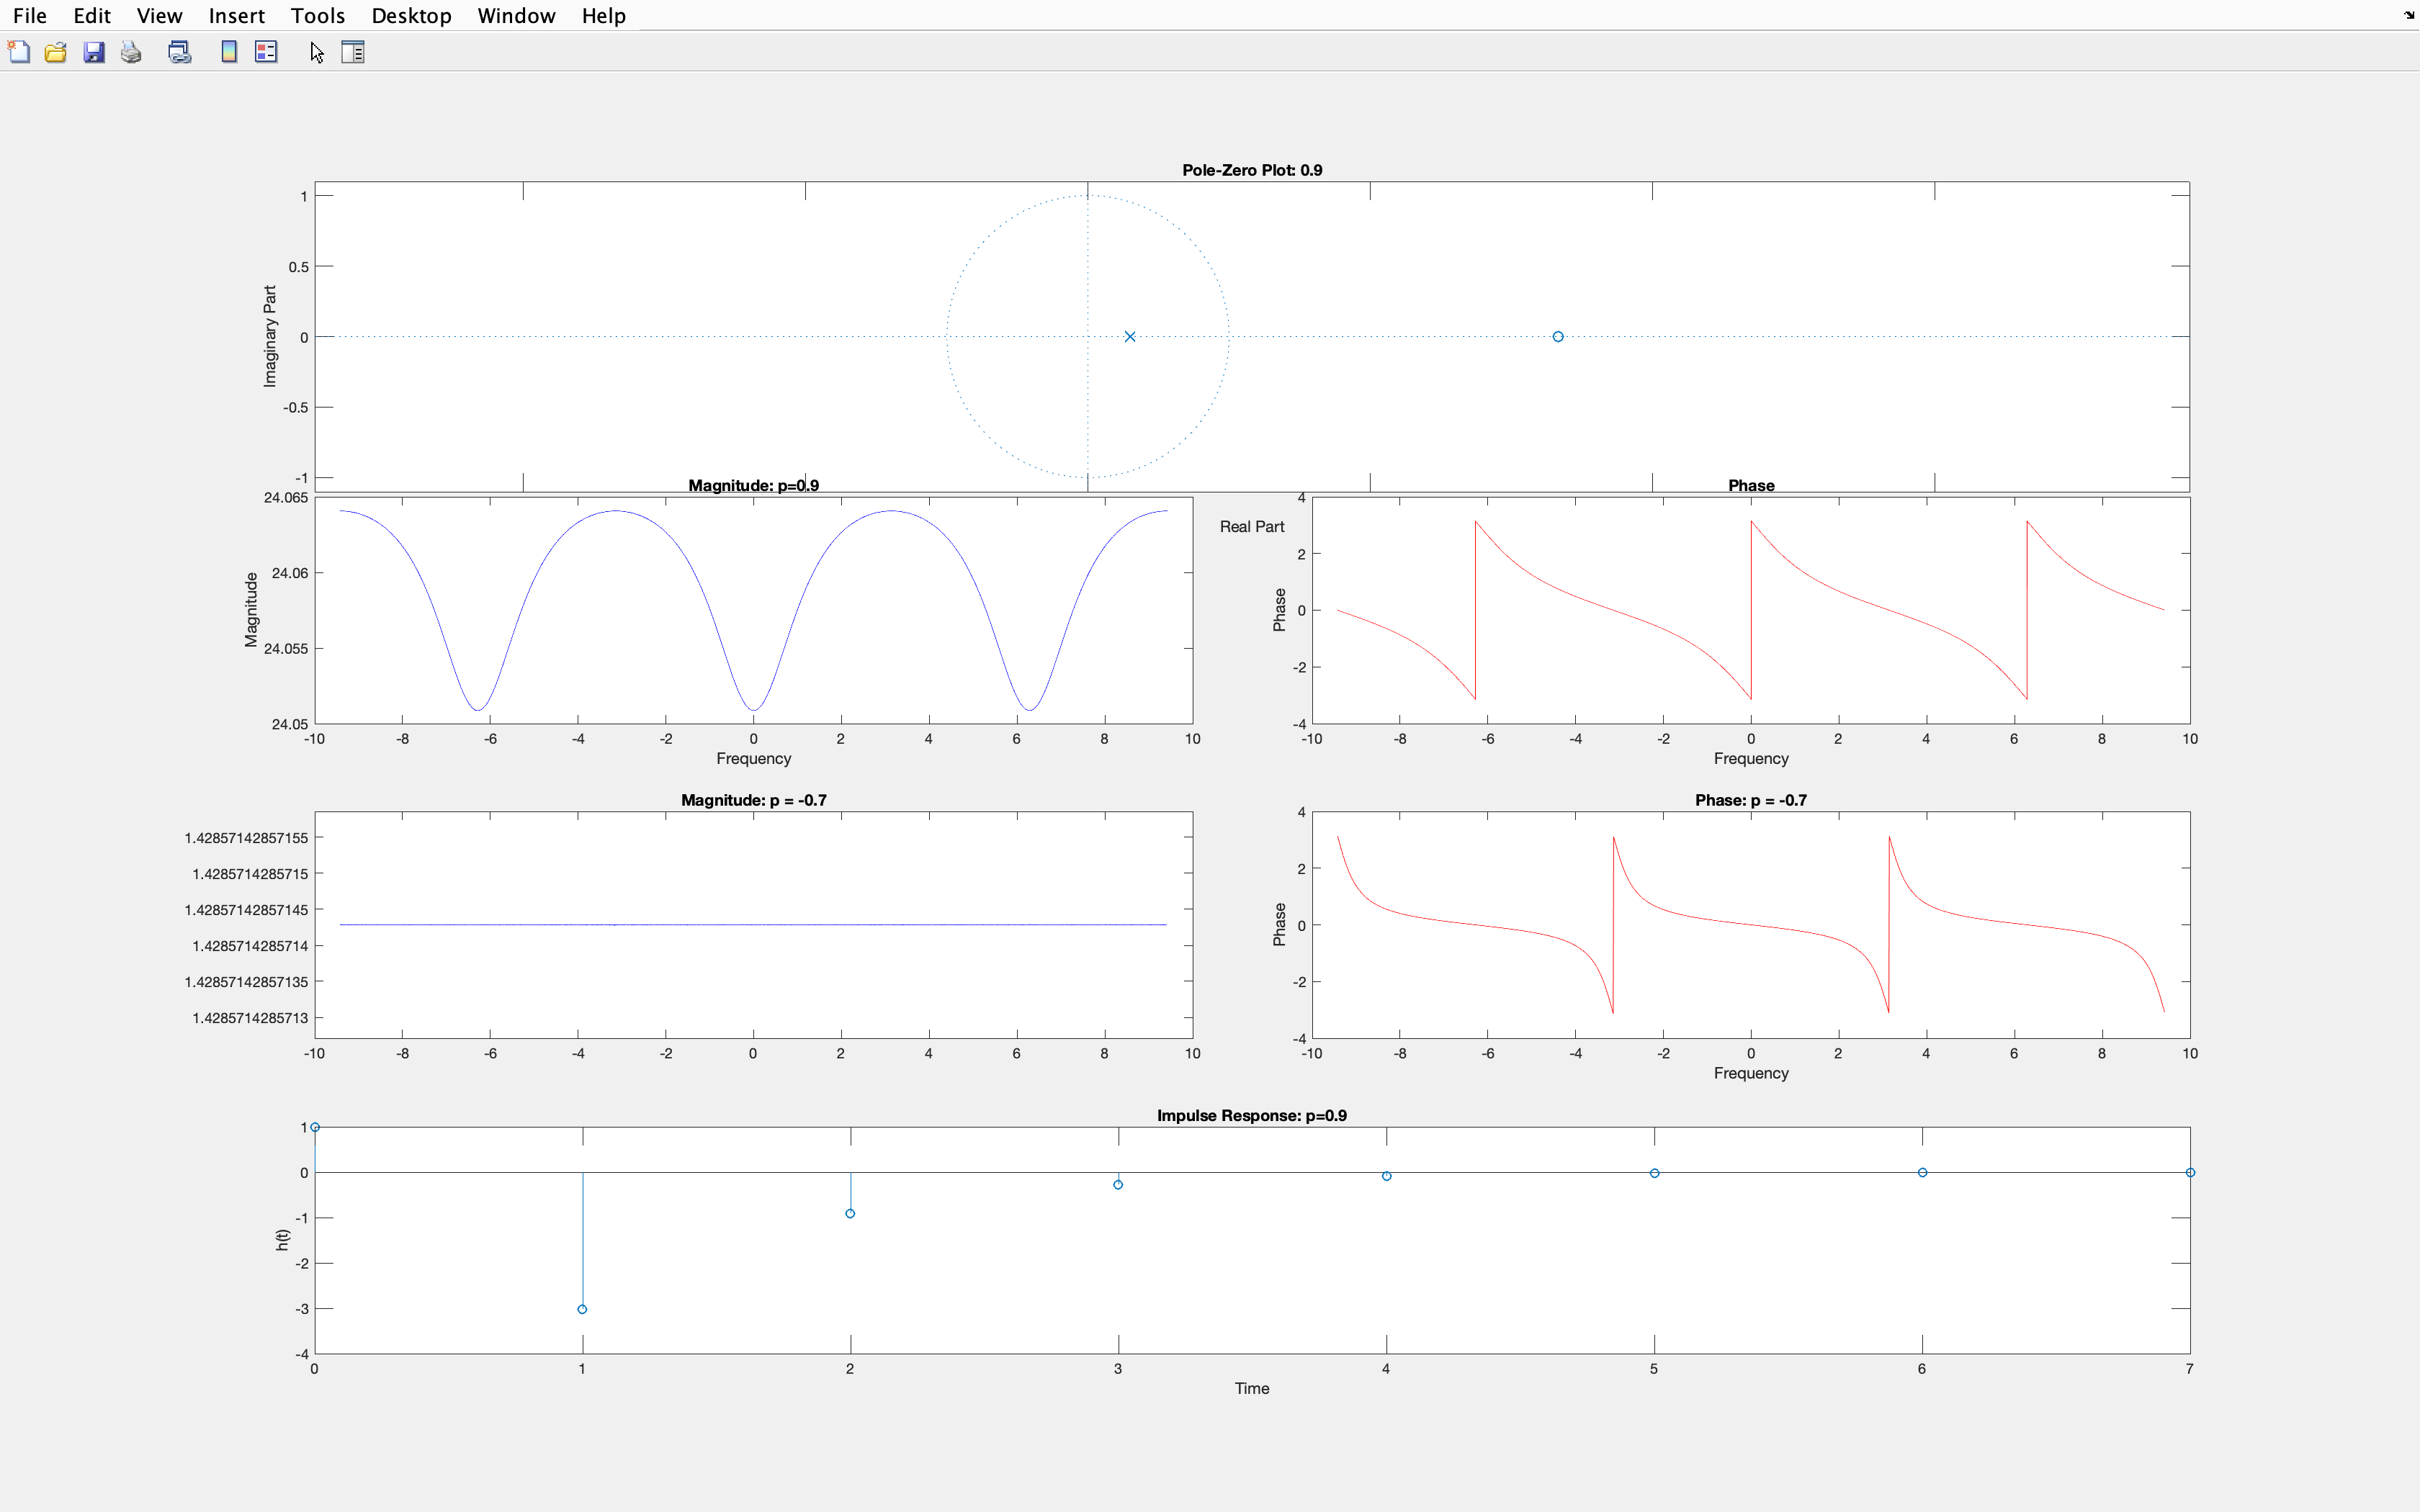 File Edit View Insert Tools Desktop Window Help
Pole-Zero Plot: 0.9
1
0.5
0
-0.5
-1
Imaginary Part
Real Part
Magnitude: p=0.9
24.065
24.06
24.055
24.05
Magnitude
-10 -8 -6 -4 -2 0 2 4 6 8 10
Frequency
Phase
4
2
0
-2
-4
Phase
-10 -8 -6 -4 -2 0 2 4 6 8 10
Frequency
Magnitude: p = -0.7
1.42857142857155
1.4285714285715
1.42857142857145
1.4285714285714
1.42857142857135
1.4285714285713
-10 -8 -6 -4 -2 0 2 4 6 8 10
Phase: p = -0.7
4
2
0
-2
-4
Phase
-10 -8 -6 -4 -2 0 2 4 6 8 10
Frequency
Impulse Response: p=0.9
1
0
-1
-2
-3
-4
h(t)
0 1 2 3 4 5 6 7
Time